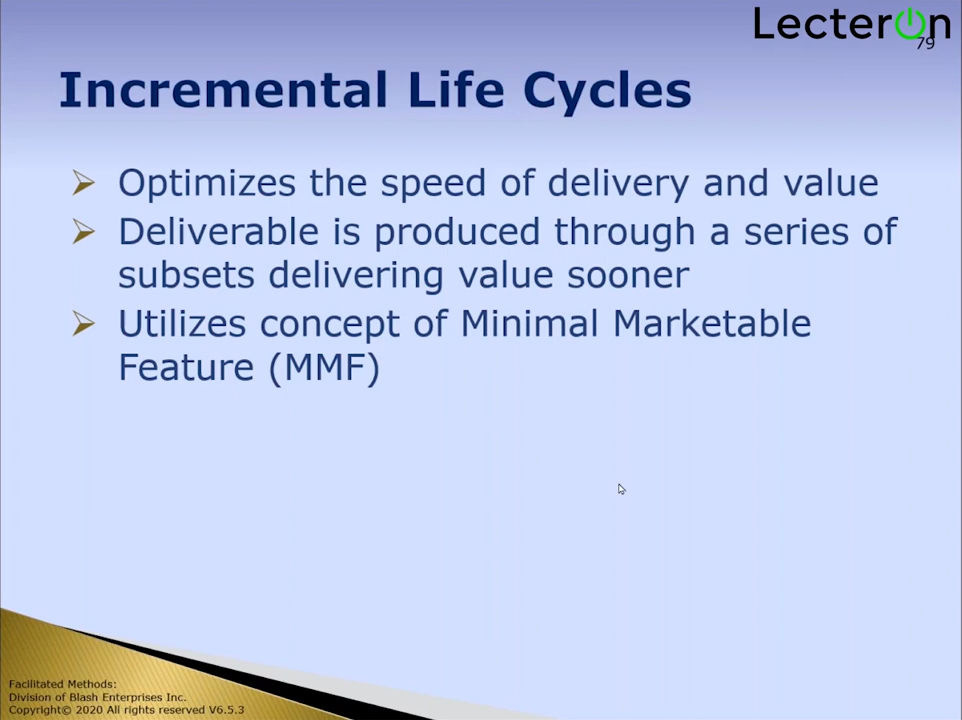 LecterOn
79
Incremental Life Cycles
Optimizes the speed of delivery and value
Deliverable is produced through a series of
subsets delivering value sooner
Utilizes concept of Minimal Marketable
Feature (MMF)
Facilitated Methods:
Division of Blash Enterprises Inc.
Copyright© 2020 All rights reserved V6.5.3